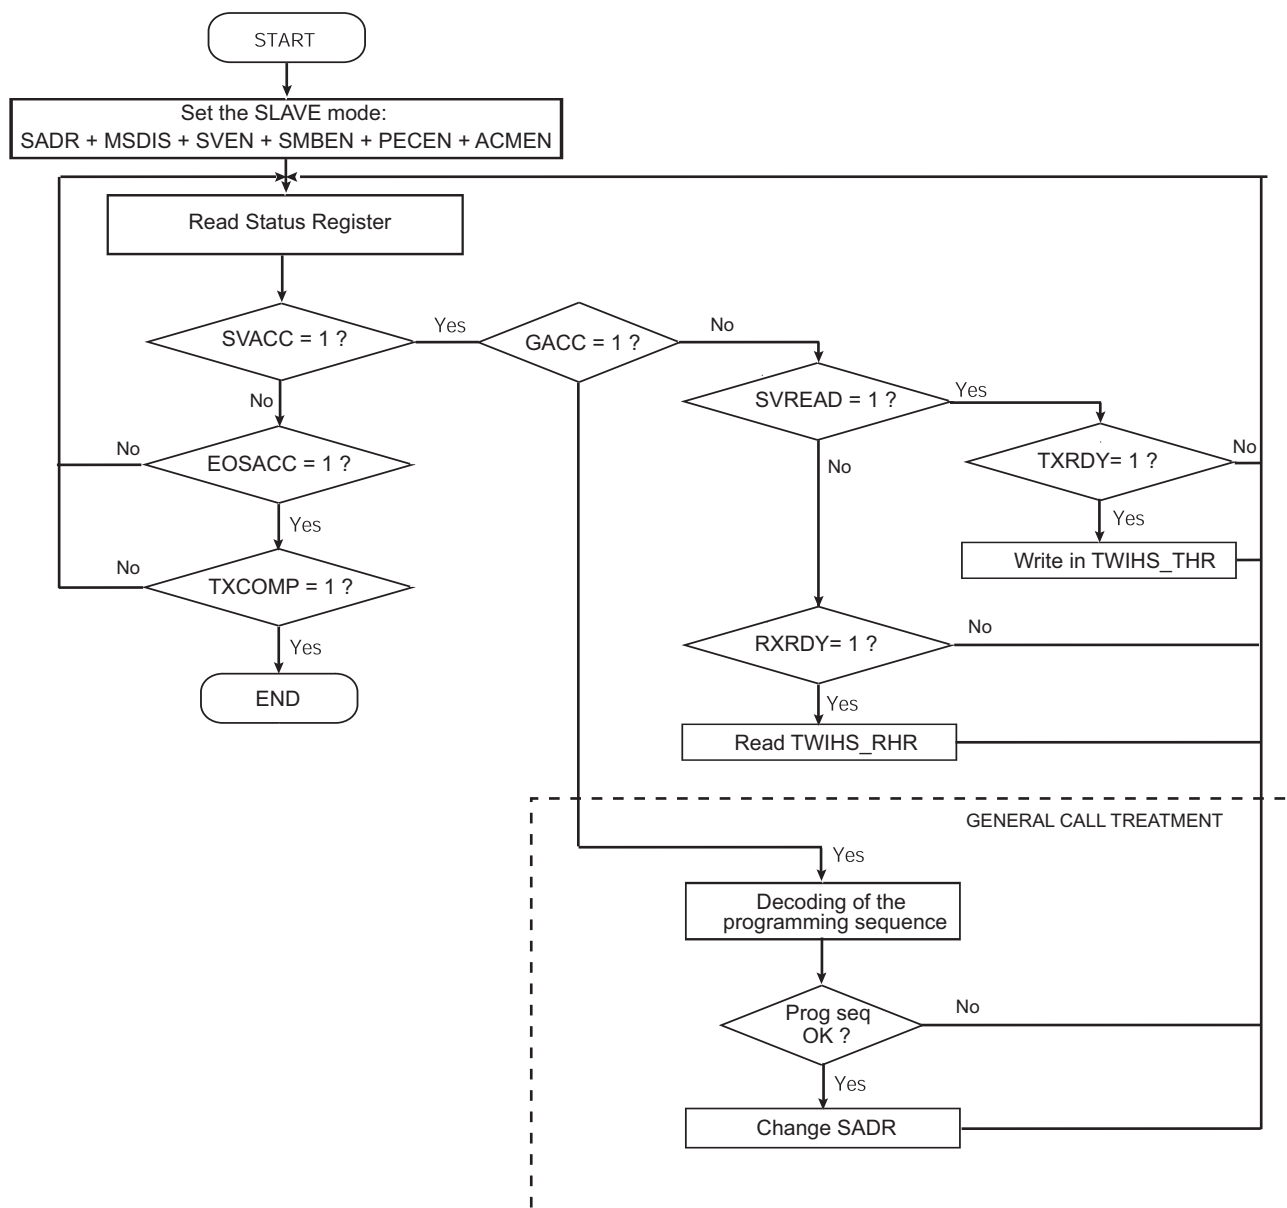 START
Set the SLAVE mode:
SADR + MSDIS + SVEN + SMBEN + PECEN + ACMEN
Read Status Register
SVACC = 1 ?
Yes
GACC = 1 ?
No
SVREAD = 1 ?
Yes
No
No
EOSACC = 1 ?
No
TXRDY= 1 ?
No
Yes
Yes
Write in TWIHS_THR
No
TXCOMP = 1 ?
Yes
RXRDY= 1 ?
No
END
Yes
Read TWIHS_RHR
GENERAL CALL TREATMENT
Yes
Decoding of the
programming sequence
Prog seq
OK ?
No
Yes
Change SADR